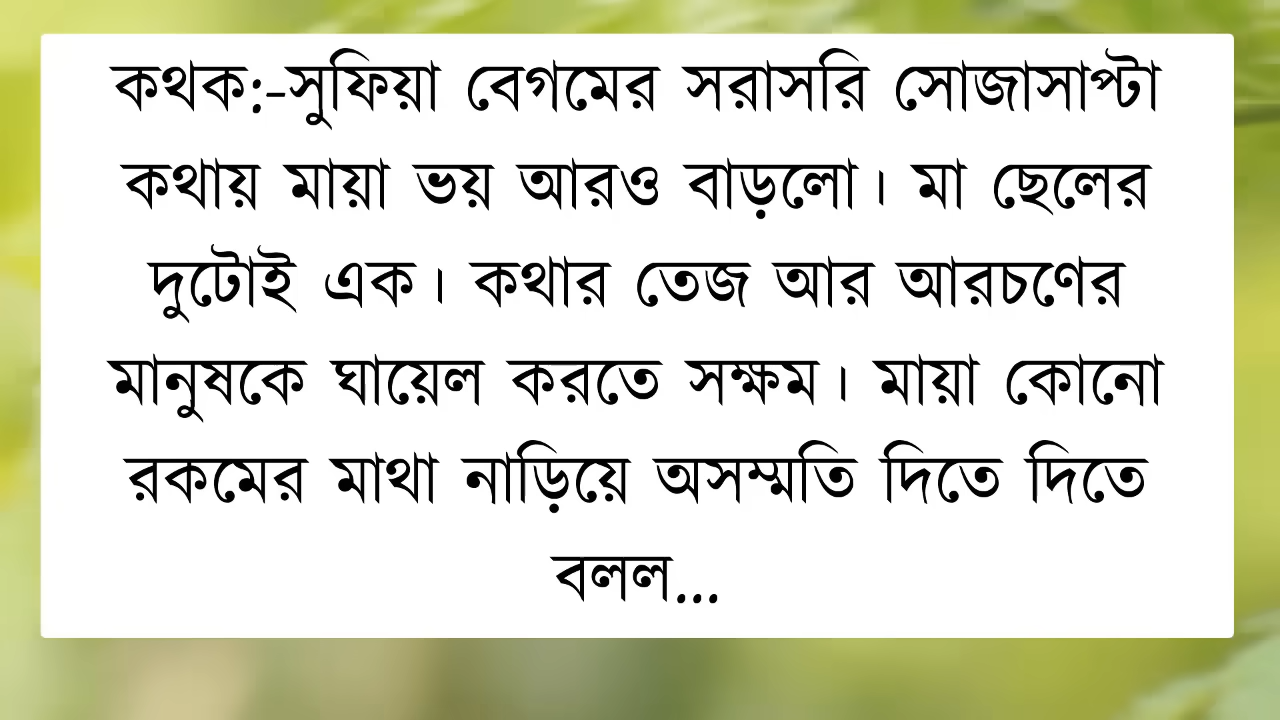 কথক:-সুফিয়া বেগমের সরাসরি সোজাসাপ্টা
কথায় মায়া ভয় আরও বাড়লো। মা ছেলের
দুটোই এক। কথার তেজ আর আরচণের
মানুষকে ঘায়েল করতে সক্ষম। মায়া কোনো
রকমের মাথা নাড়িয়ে অসম্মতি দিতে দিতে
বলল...